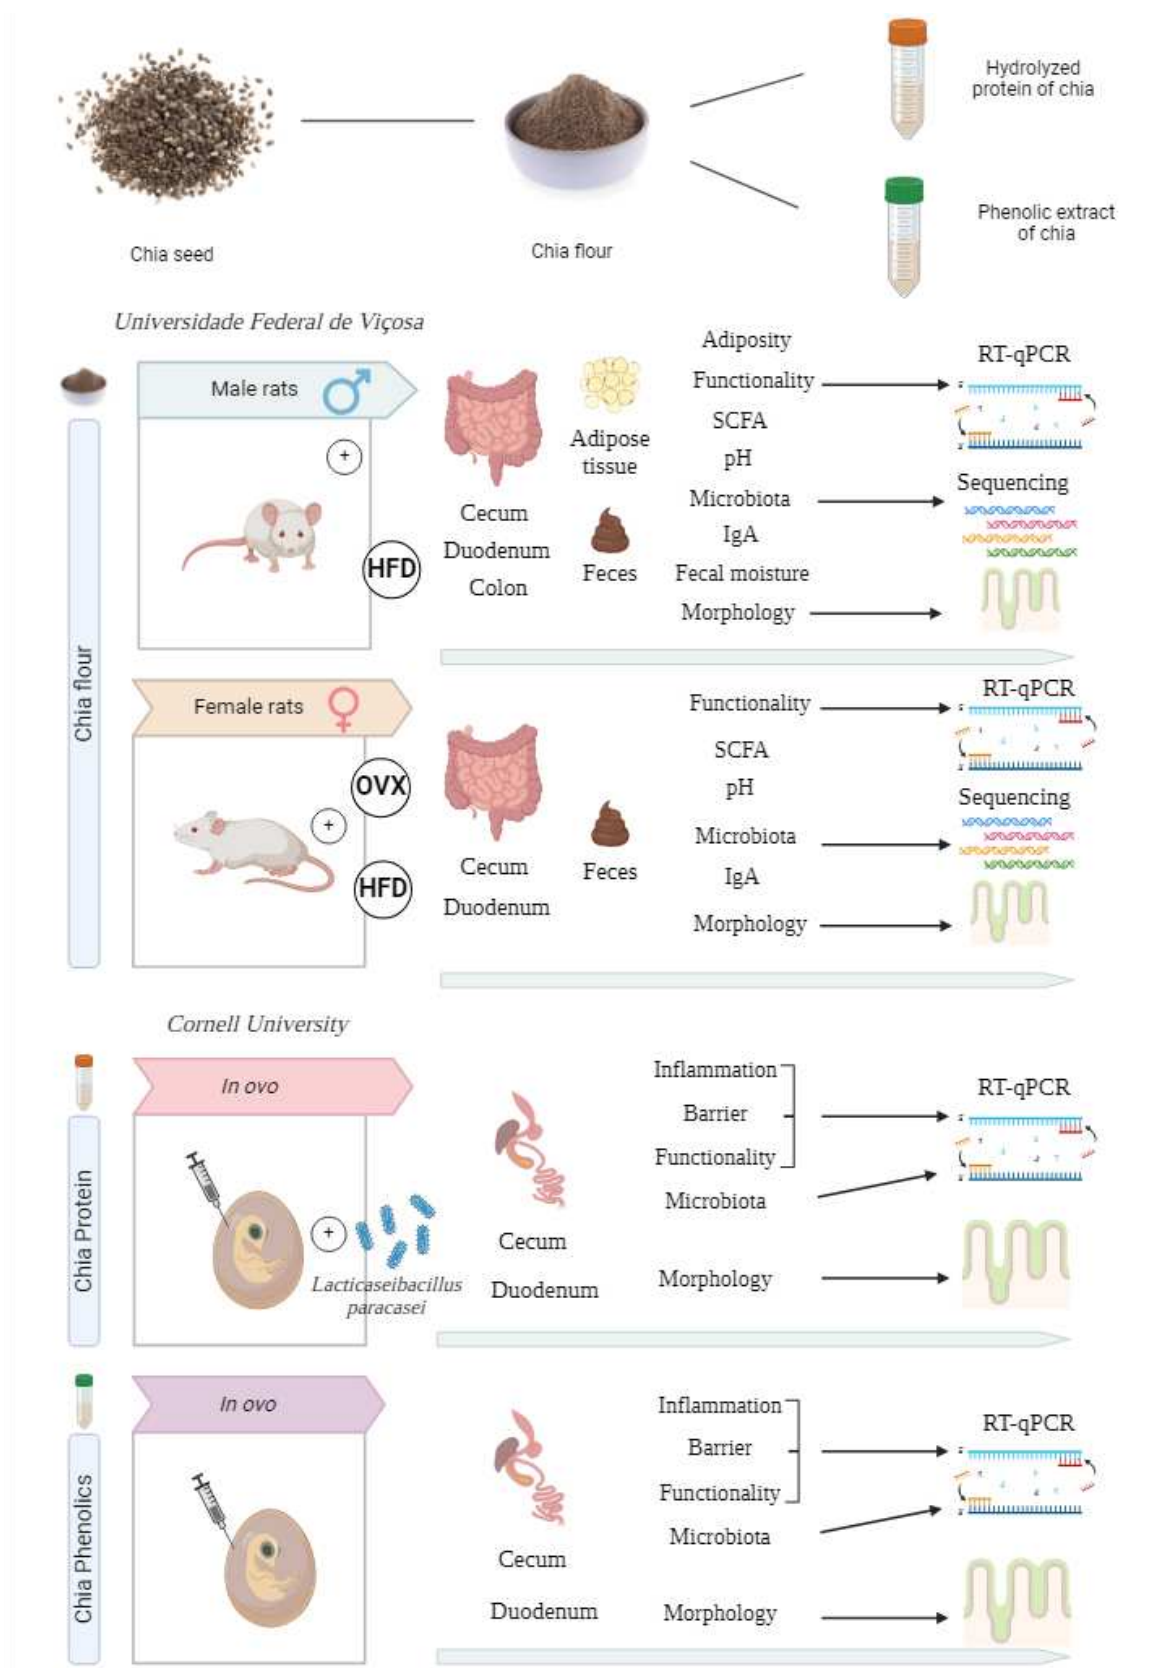 Hydrolyzed
protein of chia
Phenolic extract
of chia
Chia seed
Chia flour
Universidade Federal de Viçosa
Chia flour
Male rats
+
HFD
Cecum
Duodenum
Colon
Adipose
tissue
Feces
Adiposity
Functionality
SCFA
pH
Microbiota
IgA
Fecal moisture
Morphology
RT-qPCR
Sequencing
Female rats
OVX
+
HFD
Cecum
Duodenum
Feces
Functionality
SCFA
pH
Microbiota
IgA
Morphology
RT-qPCR
Sequencing
Cornell University
Chia Protein
In ovo
+
Lacticaseibacillus
paracasei
Cecum
Duodenum
Inflammation
Barrier
Functionality
Microbiota
Morphology
RT-qPCR
Chia Phenolics
In ovo
Cecum
Duodenum
Inflammation
Barrier
Functionality
Microbiota
Morphology
RT-qPCR